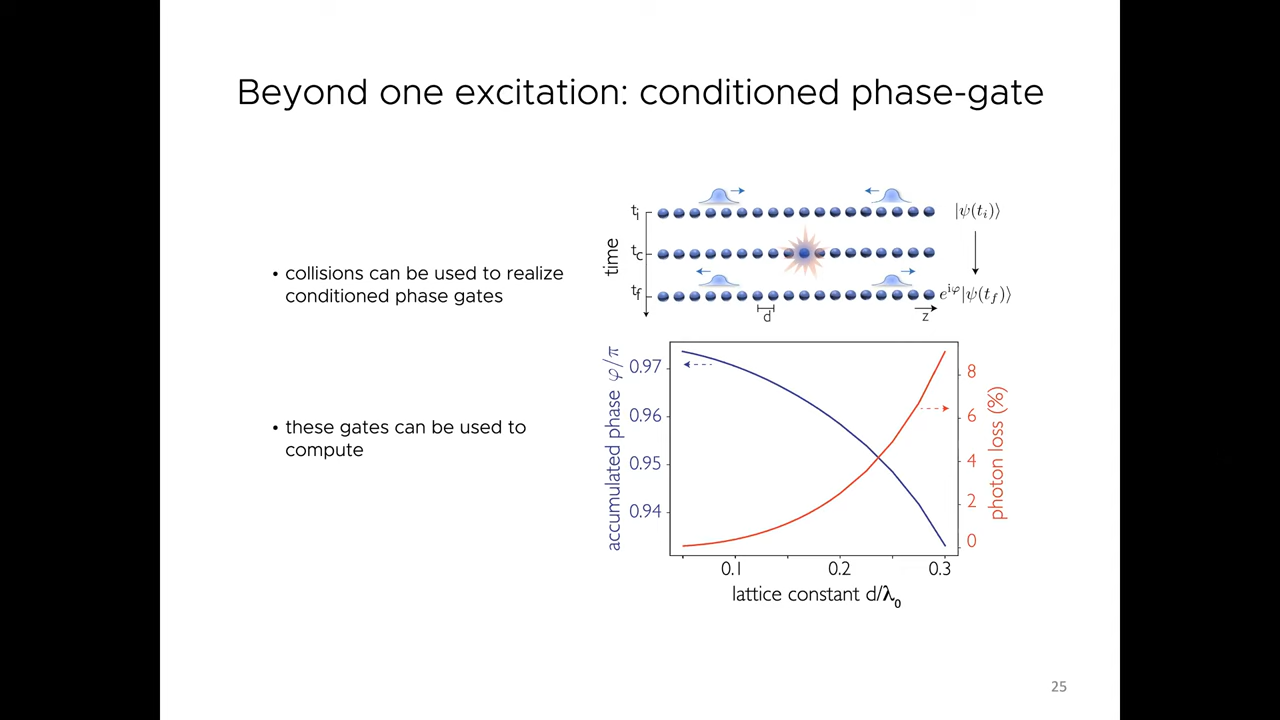 Beyond one excitation: conditioned phase-gate
• collisions can be used to realize
conditioned phase gates
• these gates can be used to
compute
time
tᵢ
t_c
t_f
|ψ(tᵢ)⟩
e^{iφ}|ψ(t_f)⟩
d
z
accumulated phase φ/π
0.97
0.96
0.95
0.94
8
6
4
2
0
photon loss (%)
0.1
0.2
0.3
lattice constant d/λ₀
25